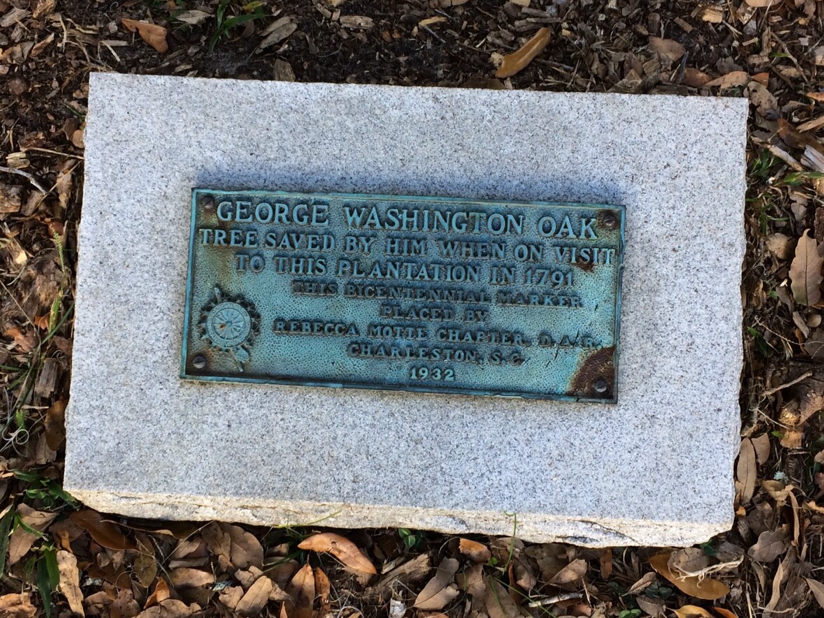 GEORGE WASHINGTON OAK
TREE SAVED BY HIM WHEN ON VISIT
TO THIS PLANTATION IN 1791
THIS BICENTENNIAL MARKER
PLACED BY
REBECCA MOTTE CHAPTER, D.A.R.
CHARLESTON, S.C.
1932